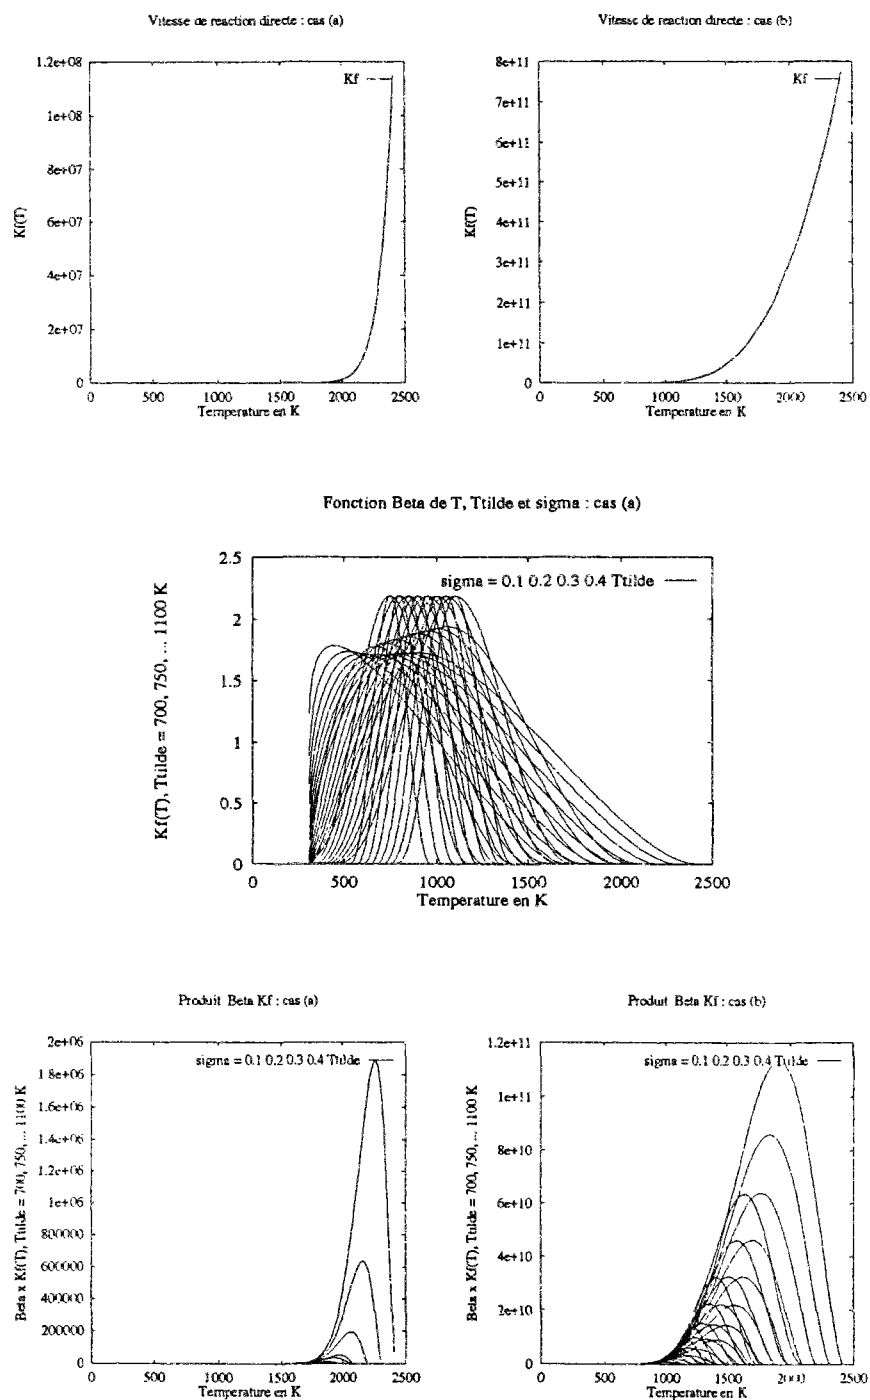 Vitesse de reaction directe : cas (a)
1.2e+08
1e+08
8e+07
6e+07
4e+07
2e+07
0
Kf(T)
Kf
0 500 1000 1500 2000 2500
Temperature en K
Vitesse de reaction directe : cas (b)
8e+11
7e+11
6e+11
5e+11
4e+11
3e+11
2e+11
1e+11
0
Kf(T)
Kf
0 500 1000 1500 2000 2500
Temperature en K
Fonction Beta de T, Ttilde et sigma : cas (a)
2.5
2
1.5
1
0.5
0
Kf(T), Ttilde = 700, 750, ... 1100 K
sigma = 0.1 0.2 0.3 0.4 Ttilde
0 500 1000 1500 2000 2500
Temperature en K
Produit Beta Kf : cas (a)
2e+06
1 8e+06
1.6e+06
1.4e+06
1.2e+06
1e+06
800000
600000
400000
200000
0
Beta x Kf(T), Ttilde = 700, 750, ... 1100 K
sigma = 0.1 0.2 0.3 0.4 Ttilde
0 500 1000 1500 2000 2500
Temperature en K
Produit Beta Kf : cas (b)
1.2e+11
1e+11
8e+10
6e+10
4e+10
2e+10
0
Beta x Kf(T), Ttilde = 700, 750, ... 1100 K
sigma = 0.1 0.2 0.3 0.4 Ttilde
0 500 1000 1500 2000 2500
Temperature en K